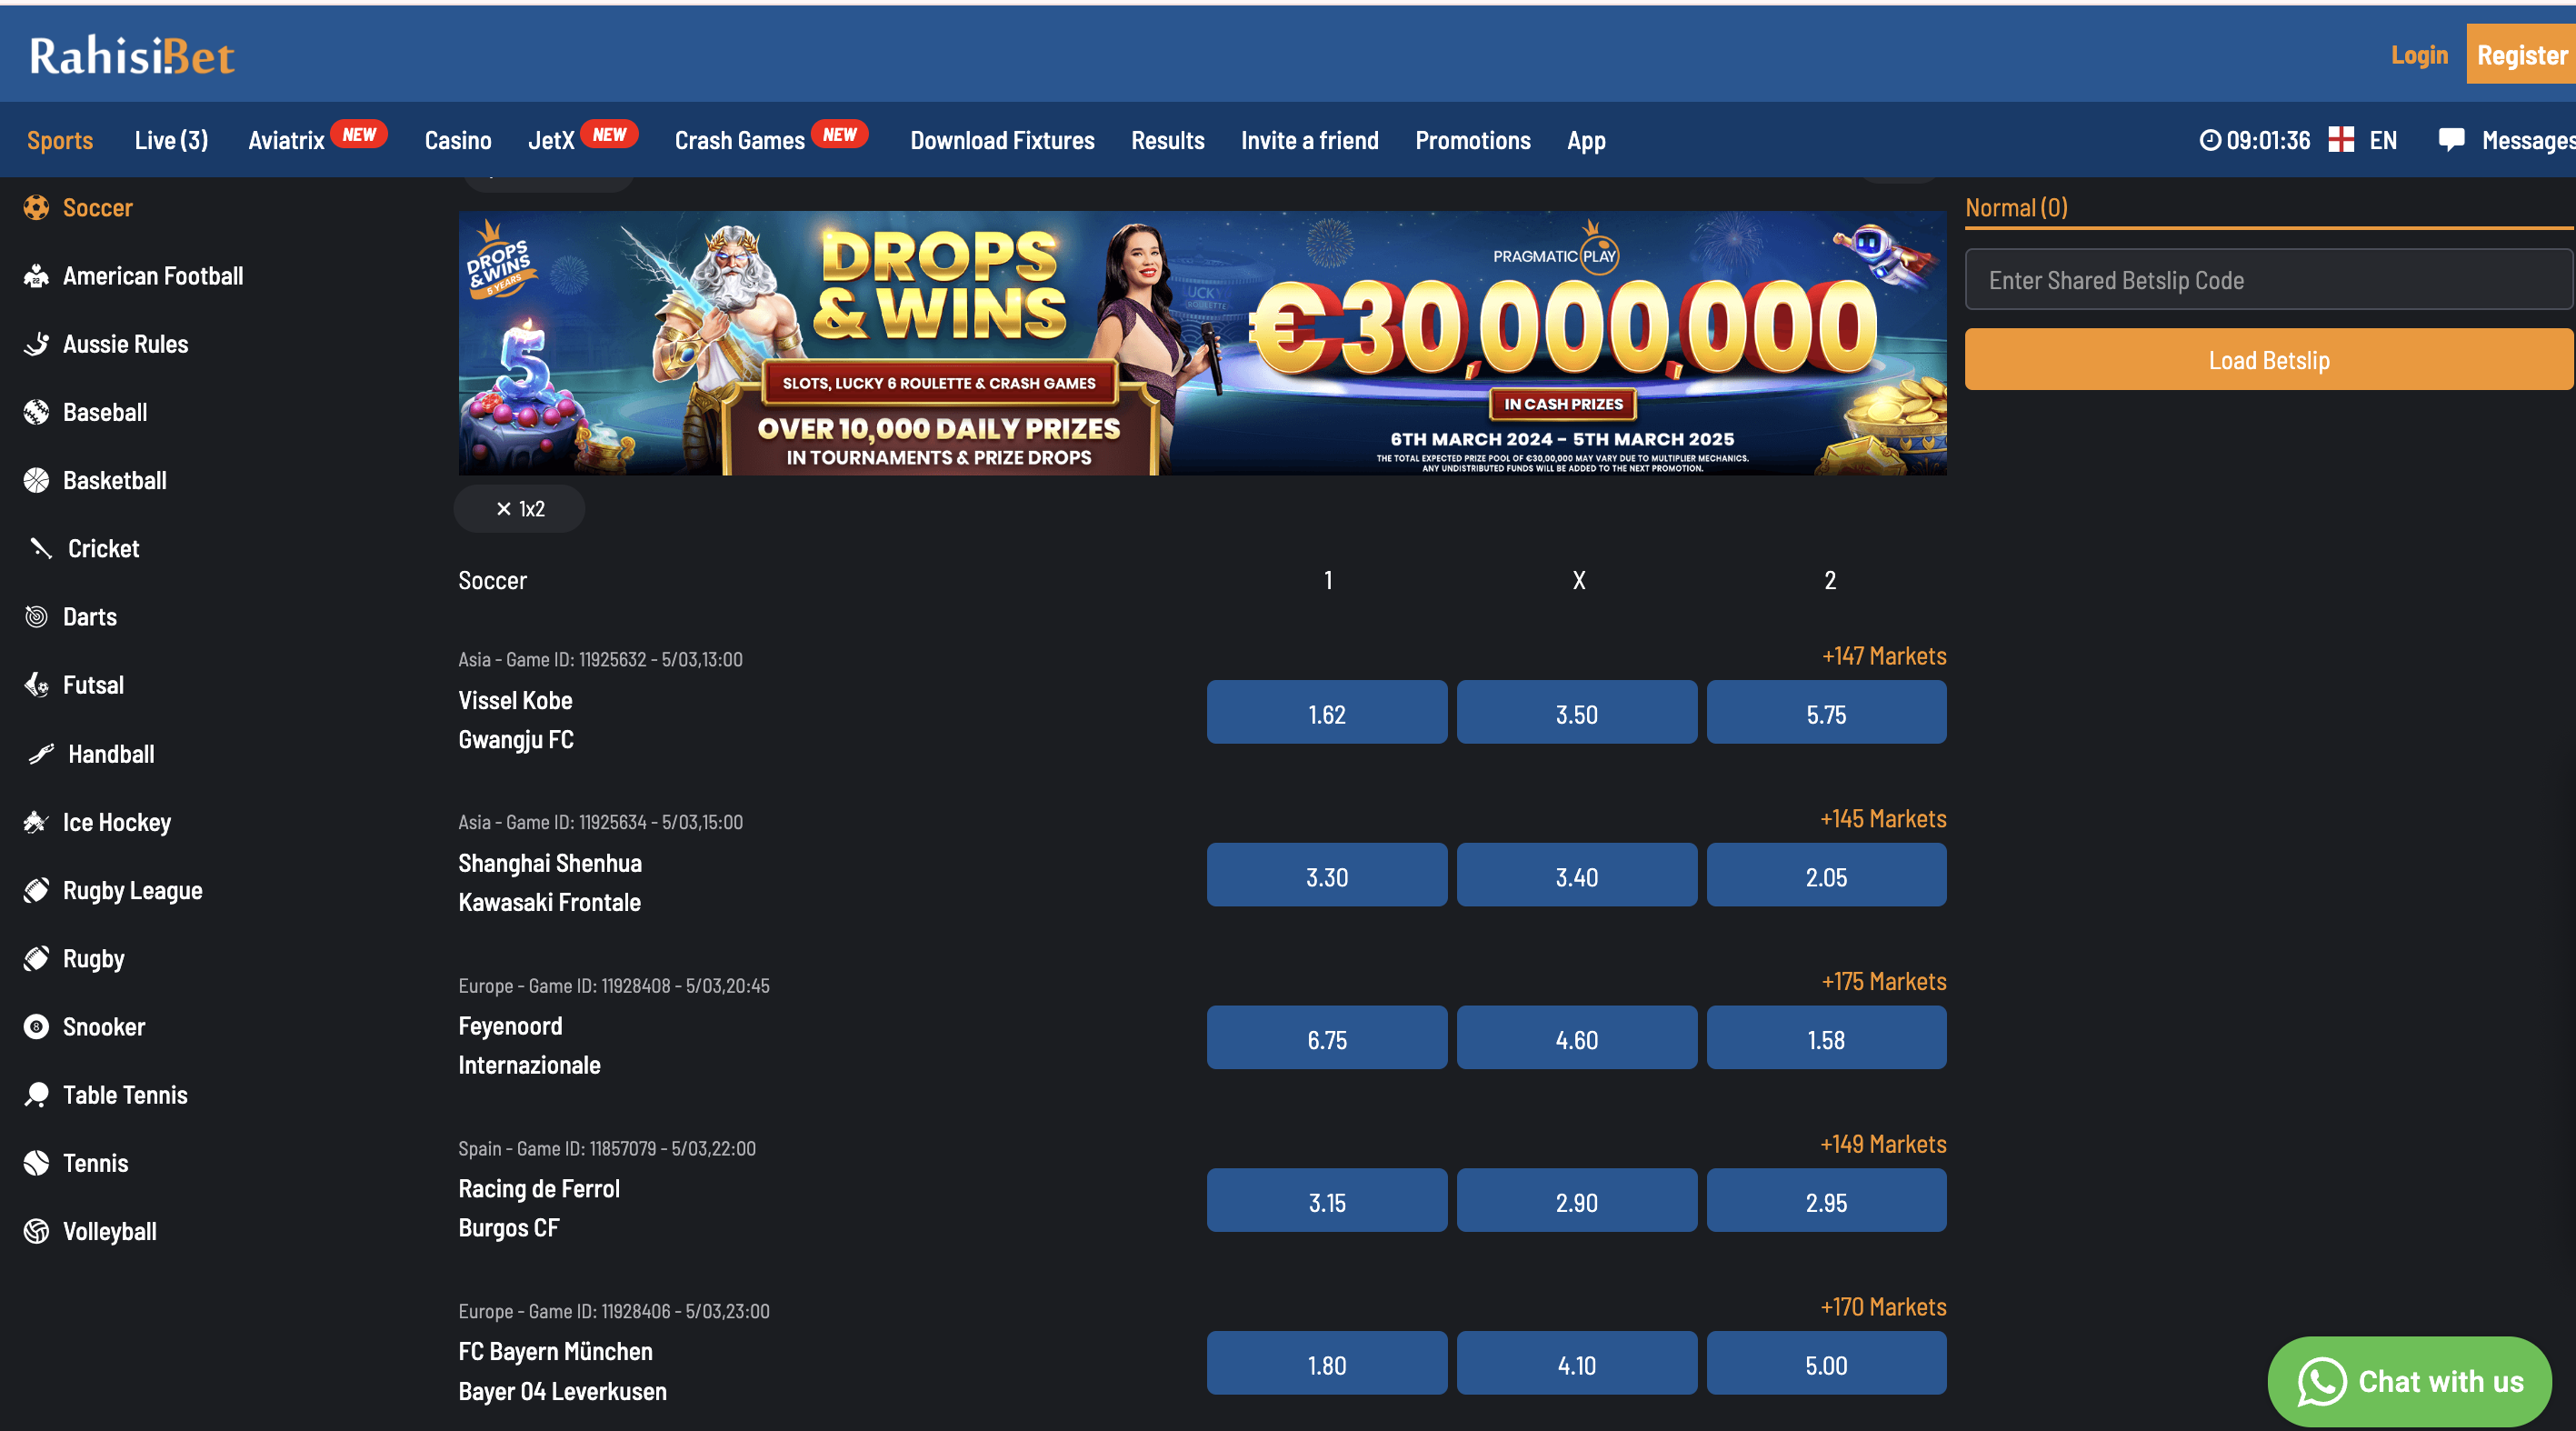 RahisiBet
Login
Register
Sports
Live (3)
Aviatrix NEW
Casino
JetX NEW
Crash Games NEW
Download Fixtures
Results
Invite a friend
Promotions
App
09:01:36
EN
Messages
Soccer
American Football
Aussie Rules
Baseball
Basketball
Cricket
Darts
Futsal
Handball
Ice Hockey
Rugby League
Rugby
Snooker
Table Tennis
Tennis
Volleyball
DROPS
&WINS
5 YEARS
5
DROPS
& WINS
SLOTS, LUCKY 6 ROULETTE & CRASH GAMES
OVER 10,000 DAILY PRIZES
IN TOURNAMENTS & PRIZE DROPS
PRAGMATIC PLAY
€30,000,000
IN CASH PRIZES
6TH MARCH 2024 – 5TH MARCH 2025
THE TOTAL EXPECTED PRIZE POOL OF €30,00,000 MAY VARY DUE TO MULTIPLIER MECHANICS.
ANY UNDISTRIBUTED FUNDS WILL BE ADDED TO THE NEXT PROMOTION.
1x2
Soccer 1 X 2
Asia - Game ID: 11925632 - 5/03,13:00
+147 Markets
Vissel Kobe
Gwangju FC
1.62 3.50 5.75
Asia - Game ID: 11925634 - 5/03,15:00
+145 Markets
Shanghai Shenhua
Kawasaki Frontale
3.30 3.40 2.05
Europe - Game ID: 11928408 - 5/03,20:45
+175 Markets
Feyenoord
Internazionale
6.75 4.60 1.58
Spain - Game ID: 11857079 - 5/03,22:00
+149 Markets
Racing de Ferrol
Burgos CF
3.15 2.90 2.95
Europe - Game ID: 11928406 - 5/03,23:00
+170 Markets
FC Bayern München
Bayer 04 Leverkusen
1.80 4.10 5.00
Normal (0)
Enter Shared Betslip Code
Load Betslip
Chat with us